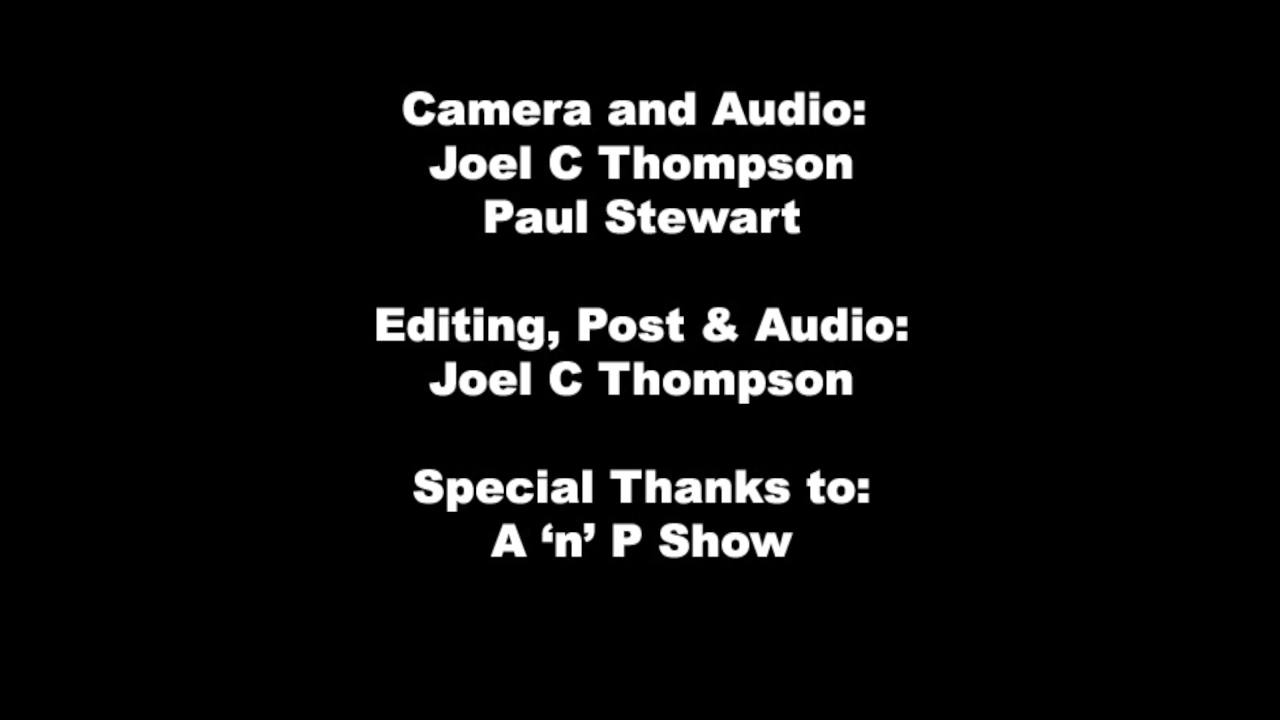 Camera and Audio:
Joel C Thompson
Paul Stewart
Editing, Post & Audio:
Joel C Thompson
Special Thanks to:
A ‘n’ P Show